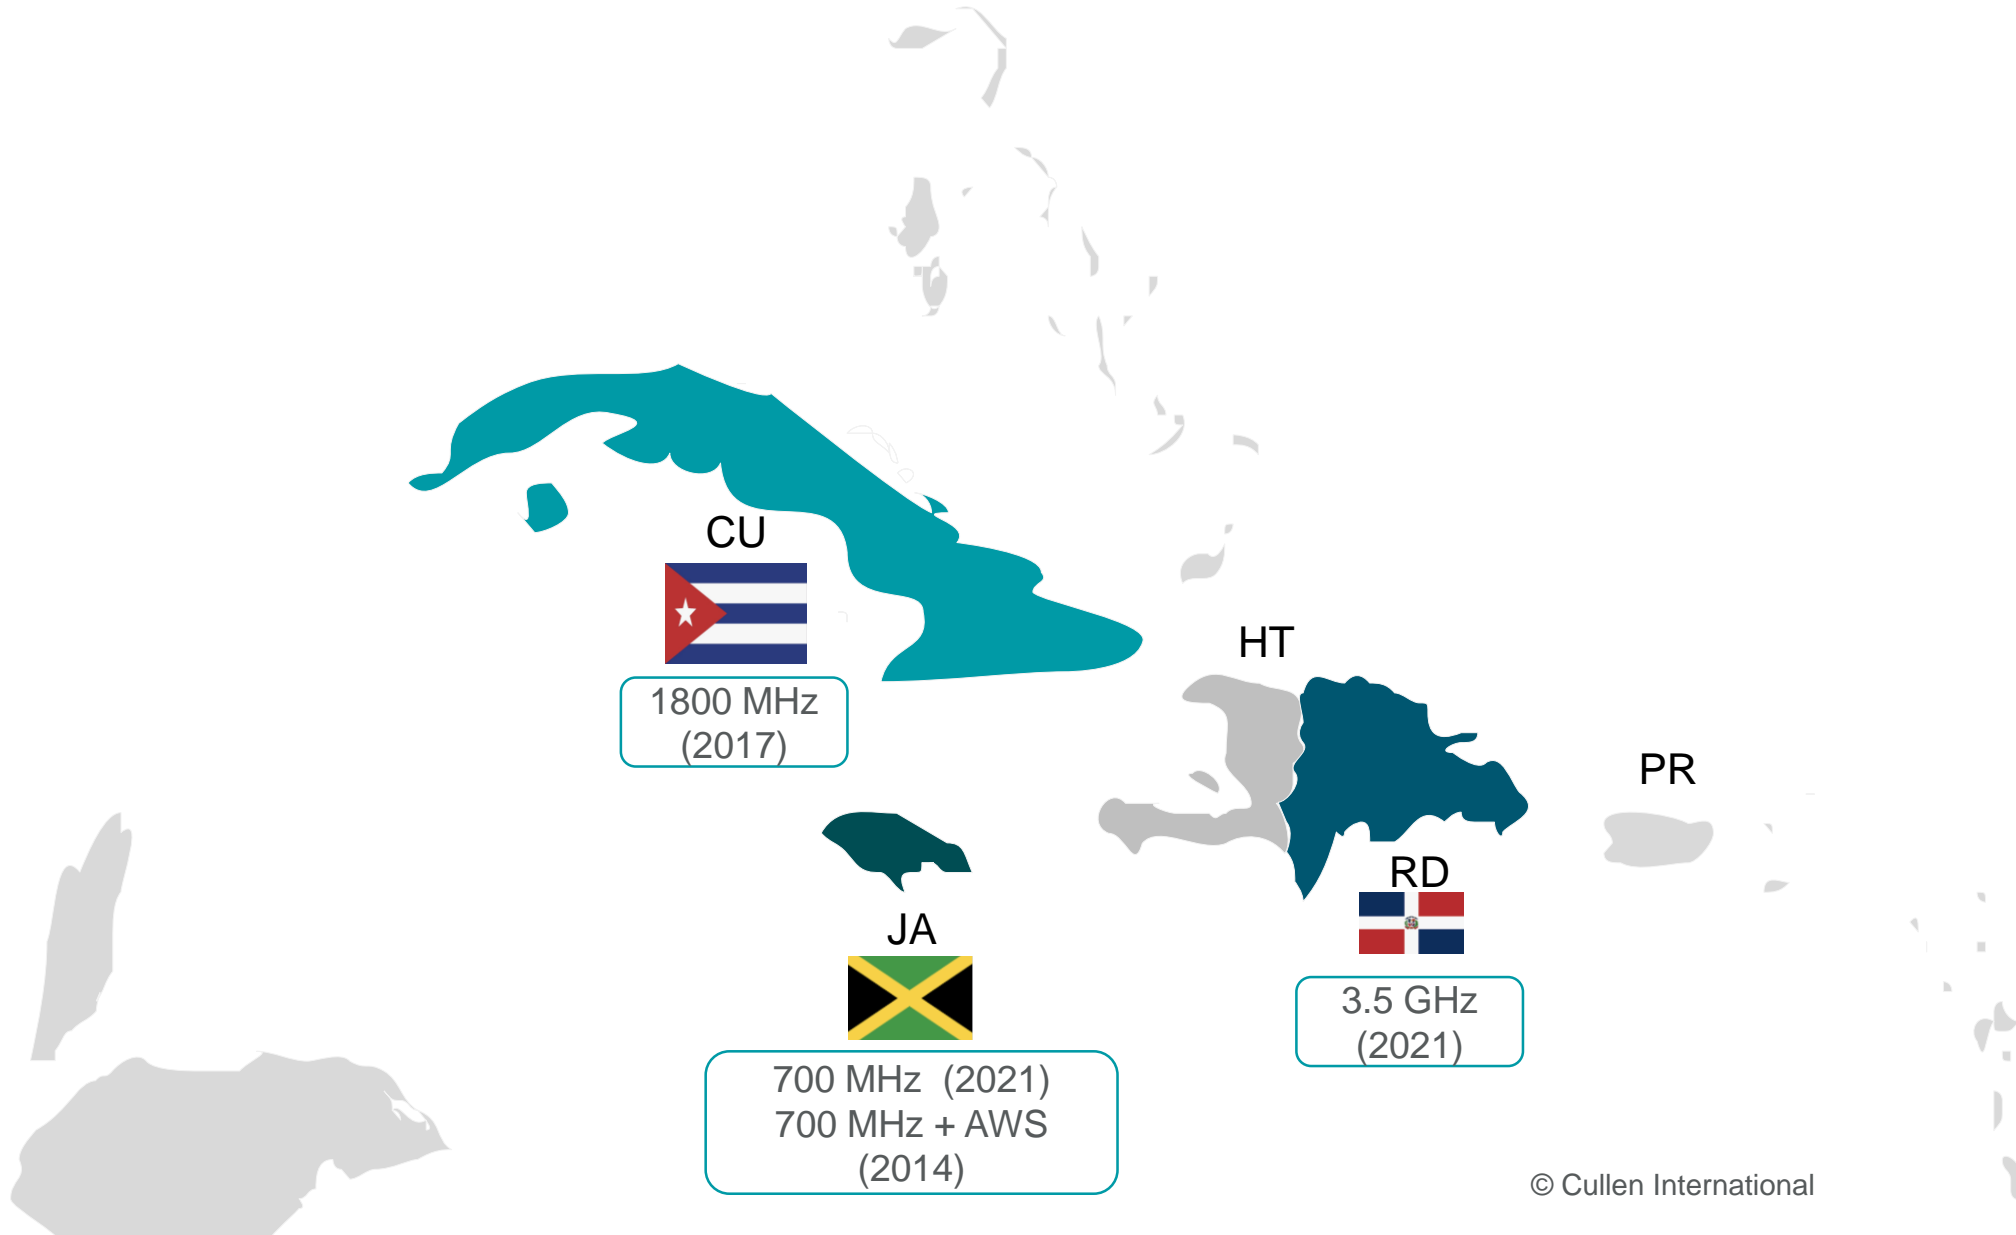 CU
1800 MHz
(2017)
HT
PR
RD
3.5 GHz
(2021)
JA
700 MHz  (2021)
700 MHz + AWS
(2014)
© Cullen International